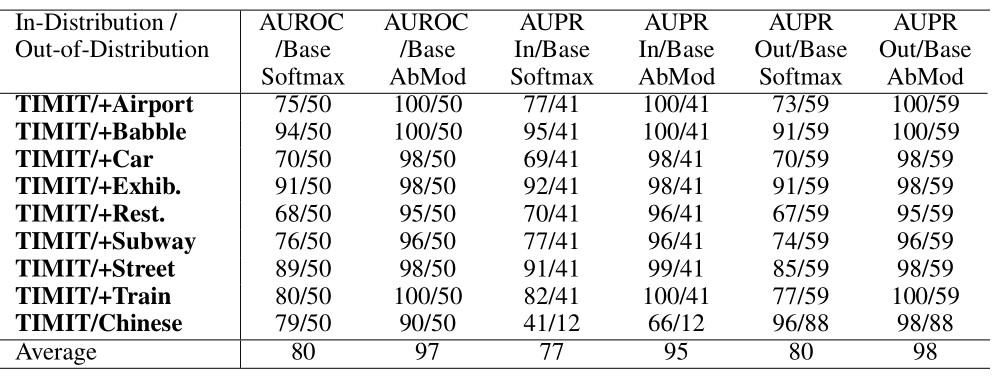 In-Distribution / AUROC AUROC AUPR AUPR AUPR AUPR
Out-of-Distribution /Base /Base In/Base In/Base Out/Base Out/Base
Softmax AbMod Softmax AbMod Softmax AbMod
TIMIT/+Airport 75/50 100/50 77/41 100/41 73/59 100/59
TIMIT/+Babble 94/50 100/50 95/41 100/41 91/59 100/59
TIMIT/+Car 70/50 98/50 69/41 98/41 70/59 98/59
TIMIT/+Exhib. 91/50 98/50 92/41 98/41 91/59 98/59
TIMIT/+Rest. 68/50 95/50 70/41 96/41 67/59 95/59
TIMIT/+Subway 76/50 96/50 77/41 96/41 74/59 96/59
TIMIT/+Street 89/50 98/50 91/41 99/41 85/59 98/59
TIMIT/+Train 80/50 100/50 82/41 100/41 77/59 100/59
TIMIT/Chinese 79/50 90/50 41/12 66/12 96/88 98/88
Average 80 97 77 95 80 98